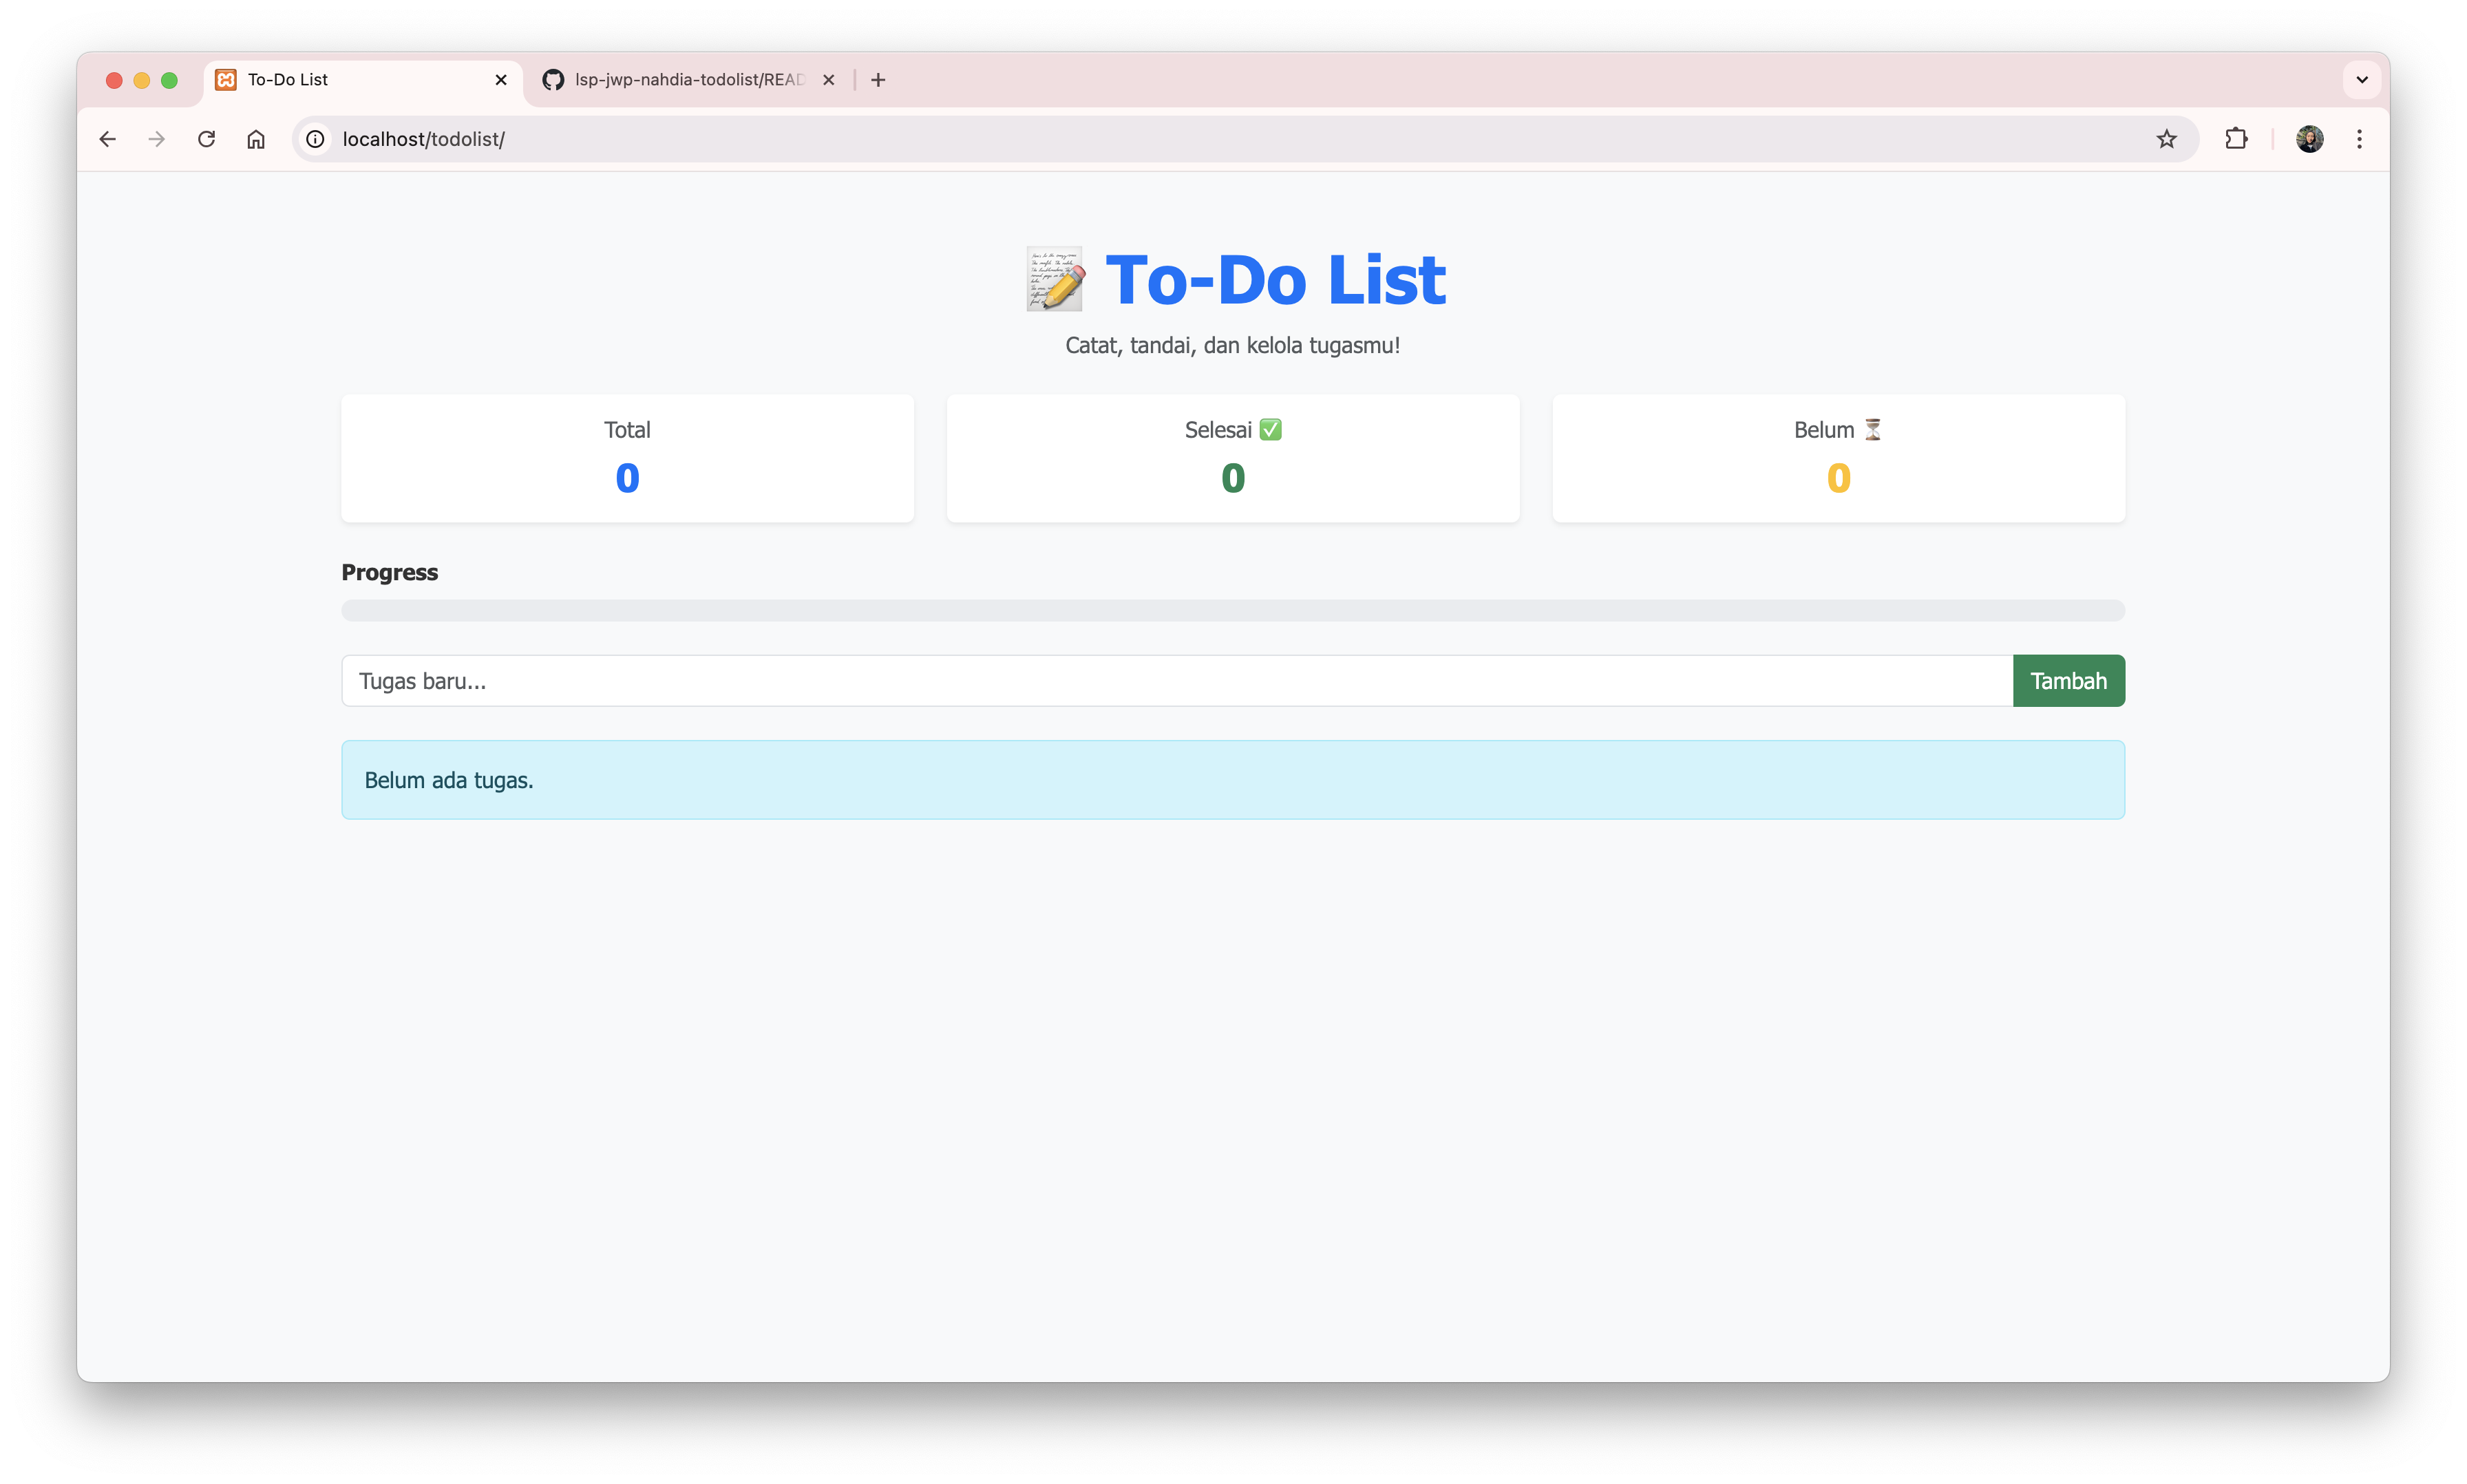 To-Do List
lsp-jwp-nahdia-todolist/READ
localhost/todolist/
📝 To-Do List
Catat, tandai, dan kelola tugasmu!
Total
0
Selesai ✅
0
Belum ⏳
0
Progress
Tugas baru...
Tambah
Belum ada tugas.